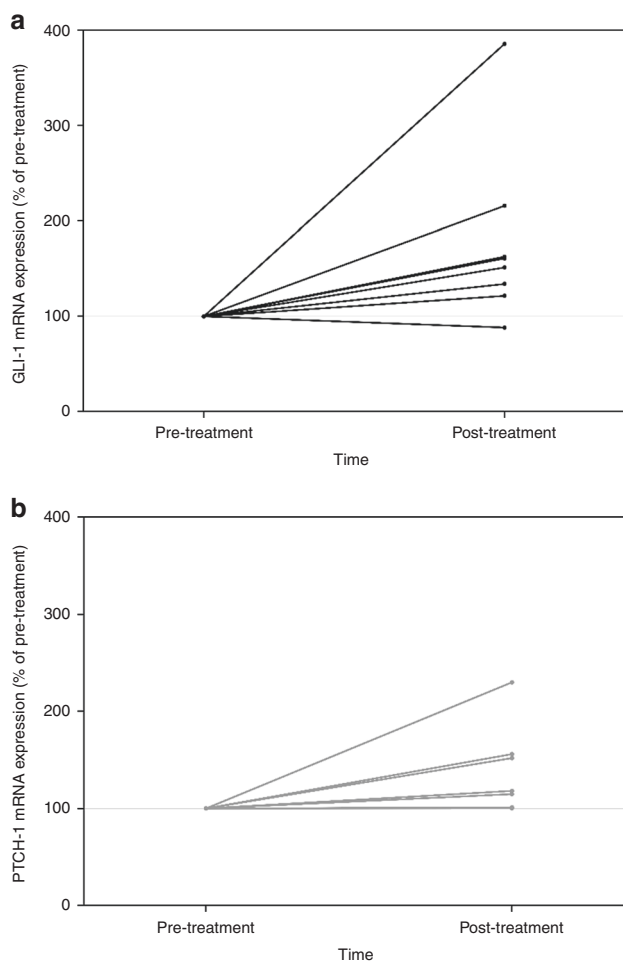 a
GLI-1 mRNA expression (% of pre-treatment)
400
300
200
100
0
Pre-treatment
Post-treatment
Time
b
PTCH-1 mRNA expression (% of pre-treatment)
400
300
200
100
0
Pre-treatment
Post-treatment
Time